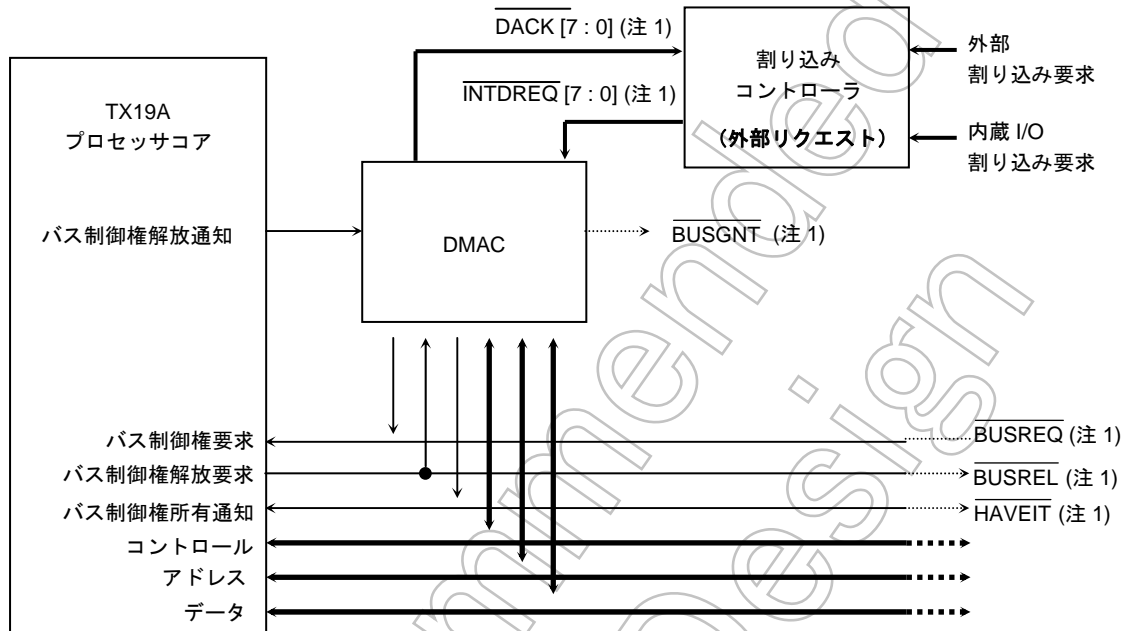 DACK [7 : 0] (注 1)
INTDREQ [7 : 0] (注 1)
割り込み
コントローラ
(外部リクエスト)
外部
割り込み要求
内蔵 I/O
割り込み要求
TX19A
プロセッサコア
バス制御権解放通知
DMAC
BUSGNT (注 1)
バス制御権要求
BUSREQ (注 1)
バス制御権解放要求
BUSREL (注 1)
バス制御権所有通知
HAVEIT (注 1)
コントロール
アドレス
データ
mmended
esign